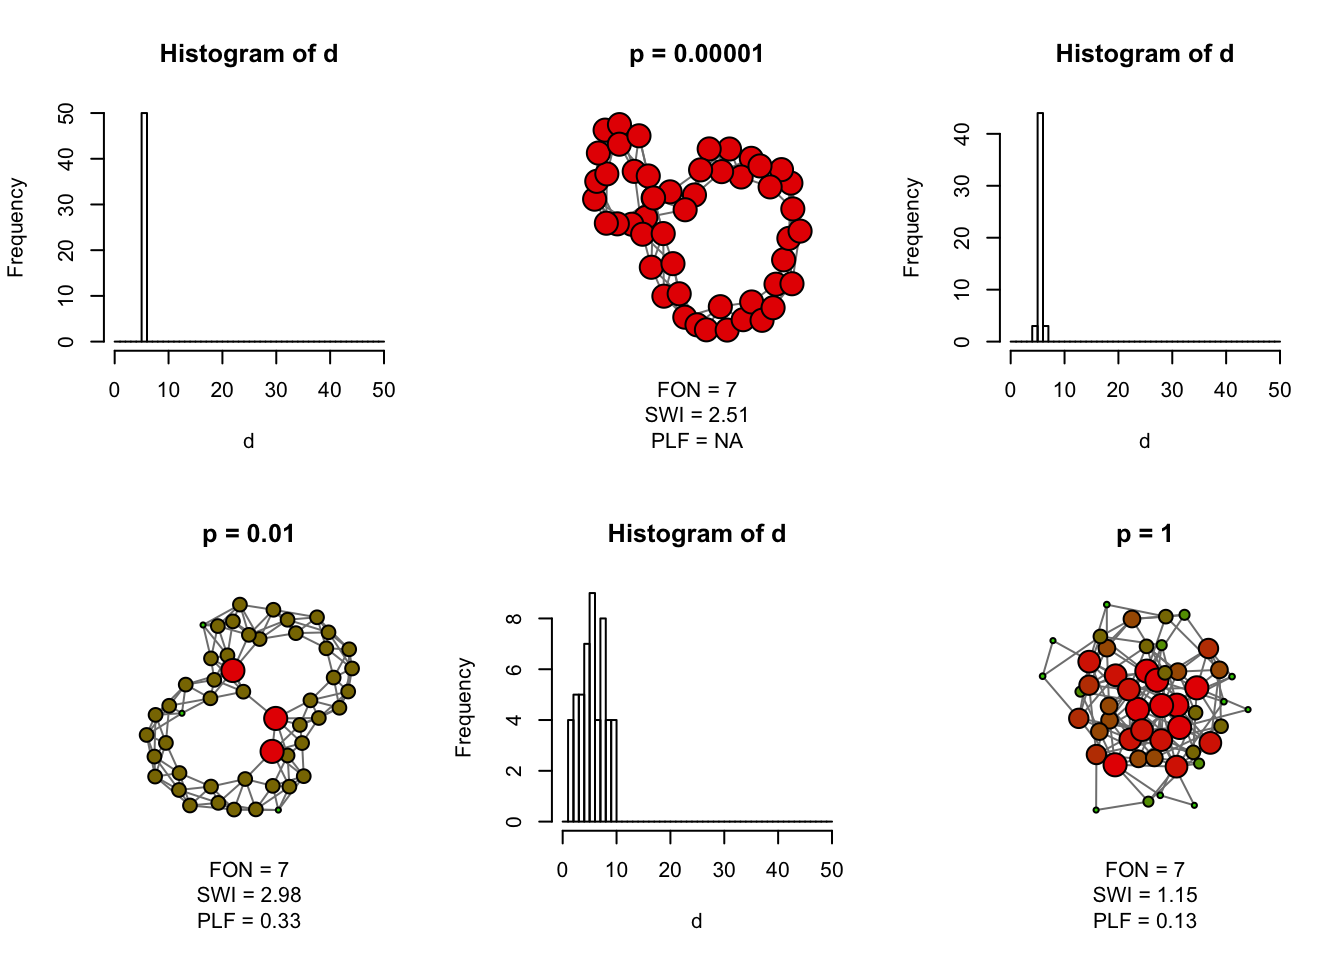 Histogram of d
Frequency
50
40
30
20
10
0
0 10 20 30 40 50
d
p = 0.00001
FON = 7
SWI = 2.51
PLF = NA
Histogram of d
Frequency
40
30
20
10
0
0 10 20 30 40 50
d
p = 0.01
FON = 7
SWI = 2.98
PLF = 0.33
Histogram of d
Frequency
8
6
4
2
0
0 10 20 30 40 50
d
p = 1
FON = 7
SWI = 1.15
PLF = 0.13